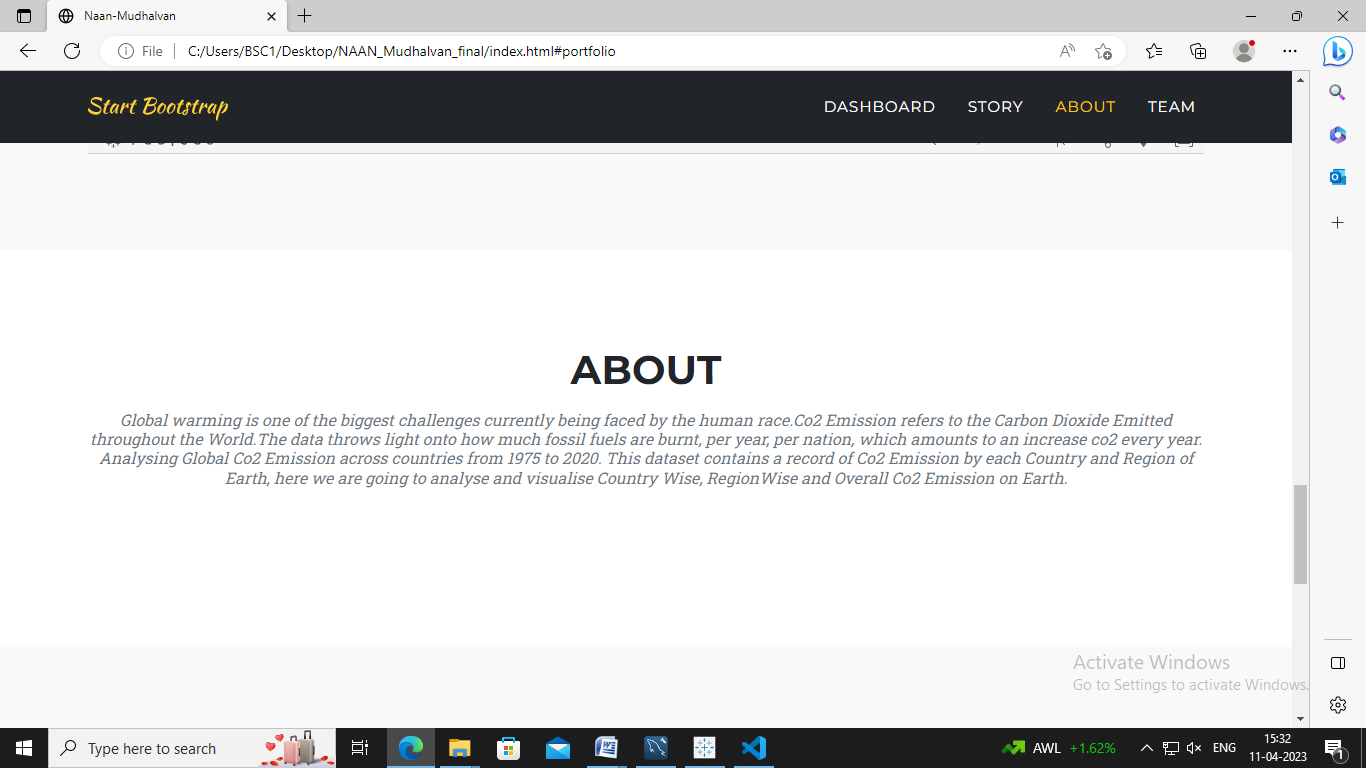 Naan-Mudhalvan
File
C:/Users/BSC1/Desktop/NAAN_Mudhalvan_final/index.html#portfolio
Start Bootstrap
DASHBOARD STORY ABOUT TEAM
ABOUT
Global warming is one of the biggest challenges currently being faced by the human race.Co2 Emission refers to the Carbon Dioxide Emitted
throughout the World.The data throws light onto how much fossil fuels are burnt, per year, per nation, which amounts to an increase co2 every year.
Analysing Global Co2 Emission across countries from 1975 to 2020. This dataset contains a record of Co2 Emission by each Country and Region of
Earth, here we are going to analyse and visualise Country Wise, RegionWise and Overall Co2 Emission on Earth.
Activate Windows
Go to Settings to activate Windows.
Type here to search
AWL +1.62%
ENG
15:32
11-04-2023
1